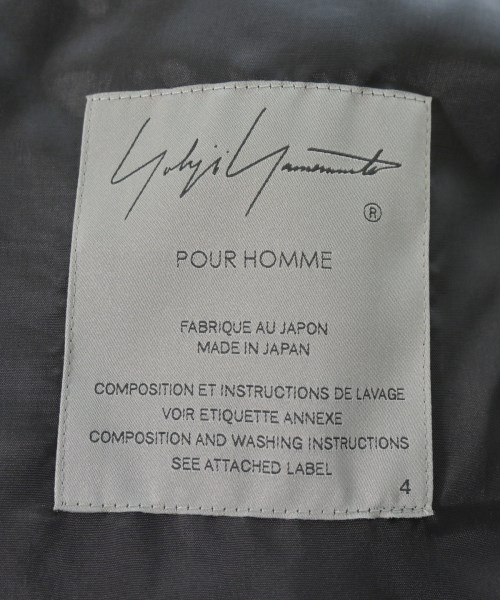 Yohji Yamamoto
®
POUR HOMME
FABRIQUE AU JAPON
MADE IN JAPAN
COMPOSITION ET INSTRUCTIONS DE LAVAGE
VOIR ETIQUETTE ANNEXE
COMPOSITION AND WASHING INSTRUCTIONS
SEE ATTACHED LABEL
4